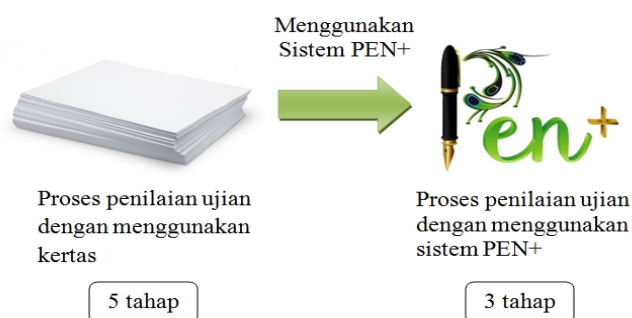 Menggunakan
Sistem PEN+
Pen+
Proses penilaian ujian
dengan menggunakan
kertas
Proses penilaian ujian
dengan menggunakan
sistem PEN+
5 tahap
3 tahap